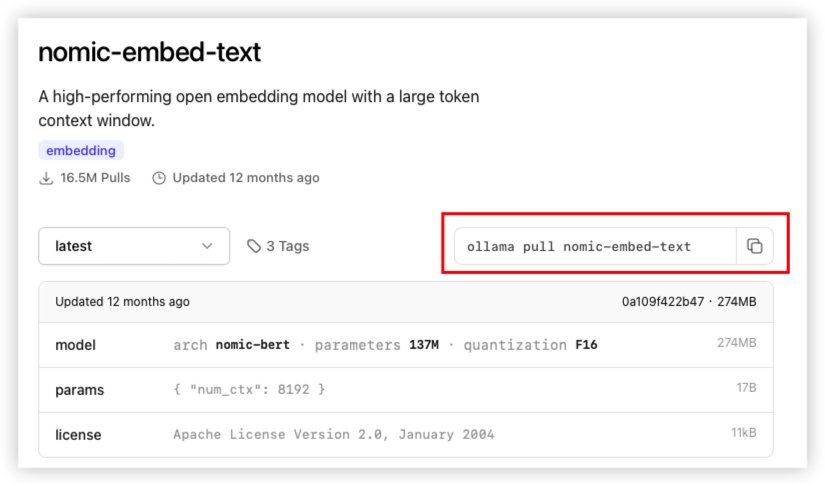 nomic-embed-text
A high-performing open embedding model with a large token
context window.
embedding
16.5M Pulls Updated 12 months ago
latest 3 Tags ollama pull nomic-embed-text
Updated 12 months ago 0a109f422b47 · 274MB
model arch nomic-bert · parameters 137M · quantization F16 274MB
params { "num_ctx": 8192 } 17B
license Apache License Version 2.0, January 2004 11kB